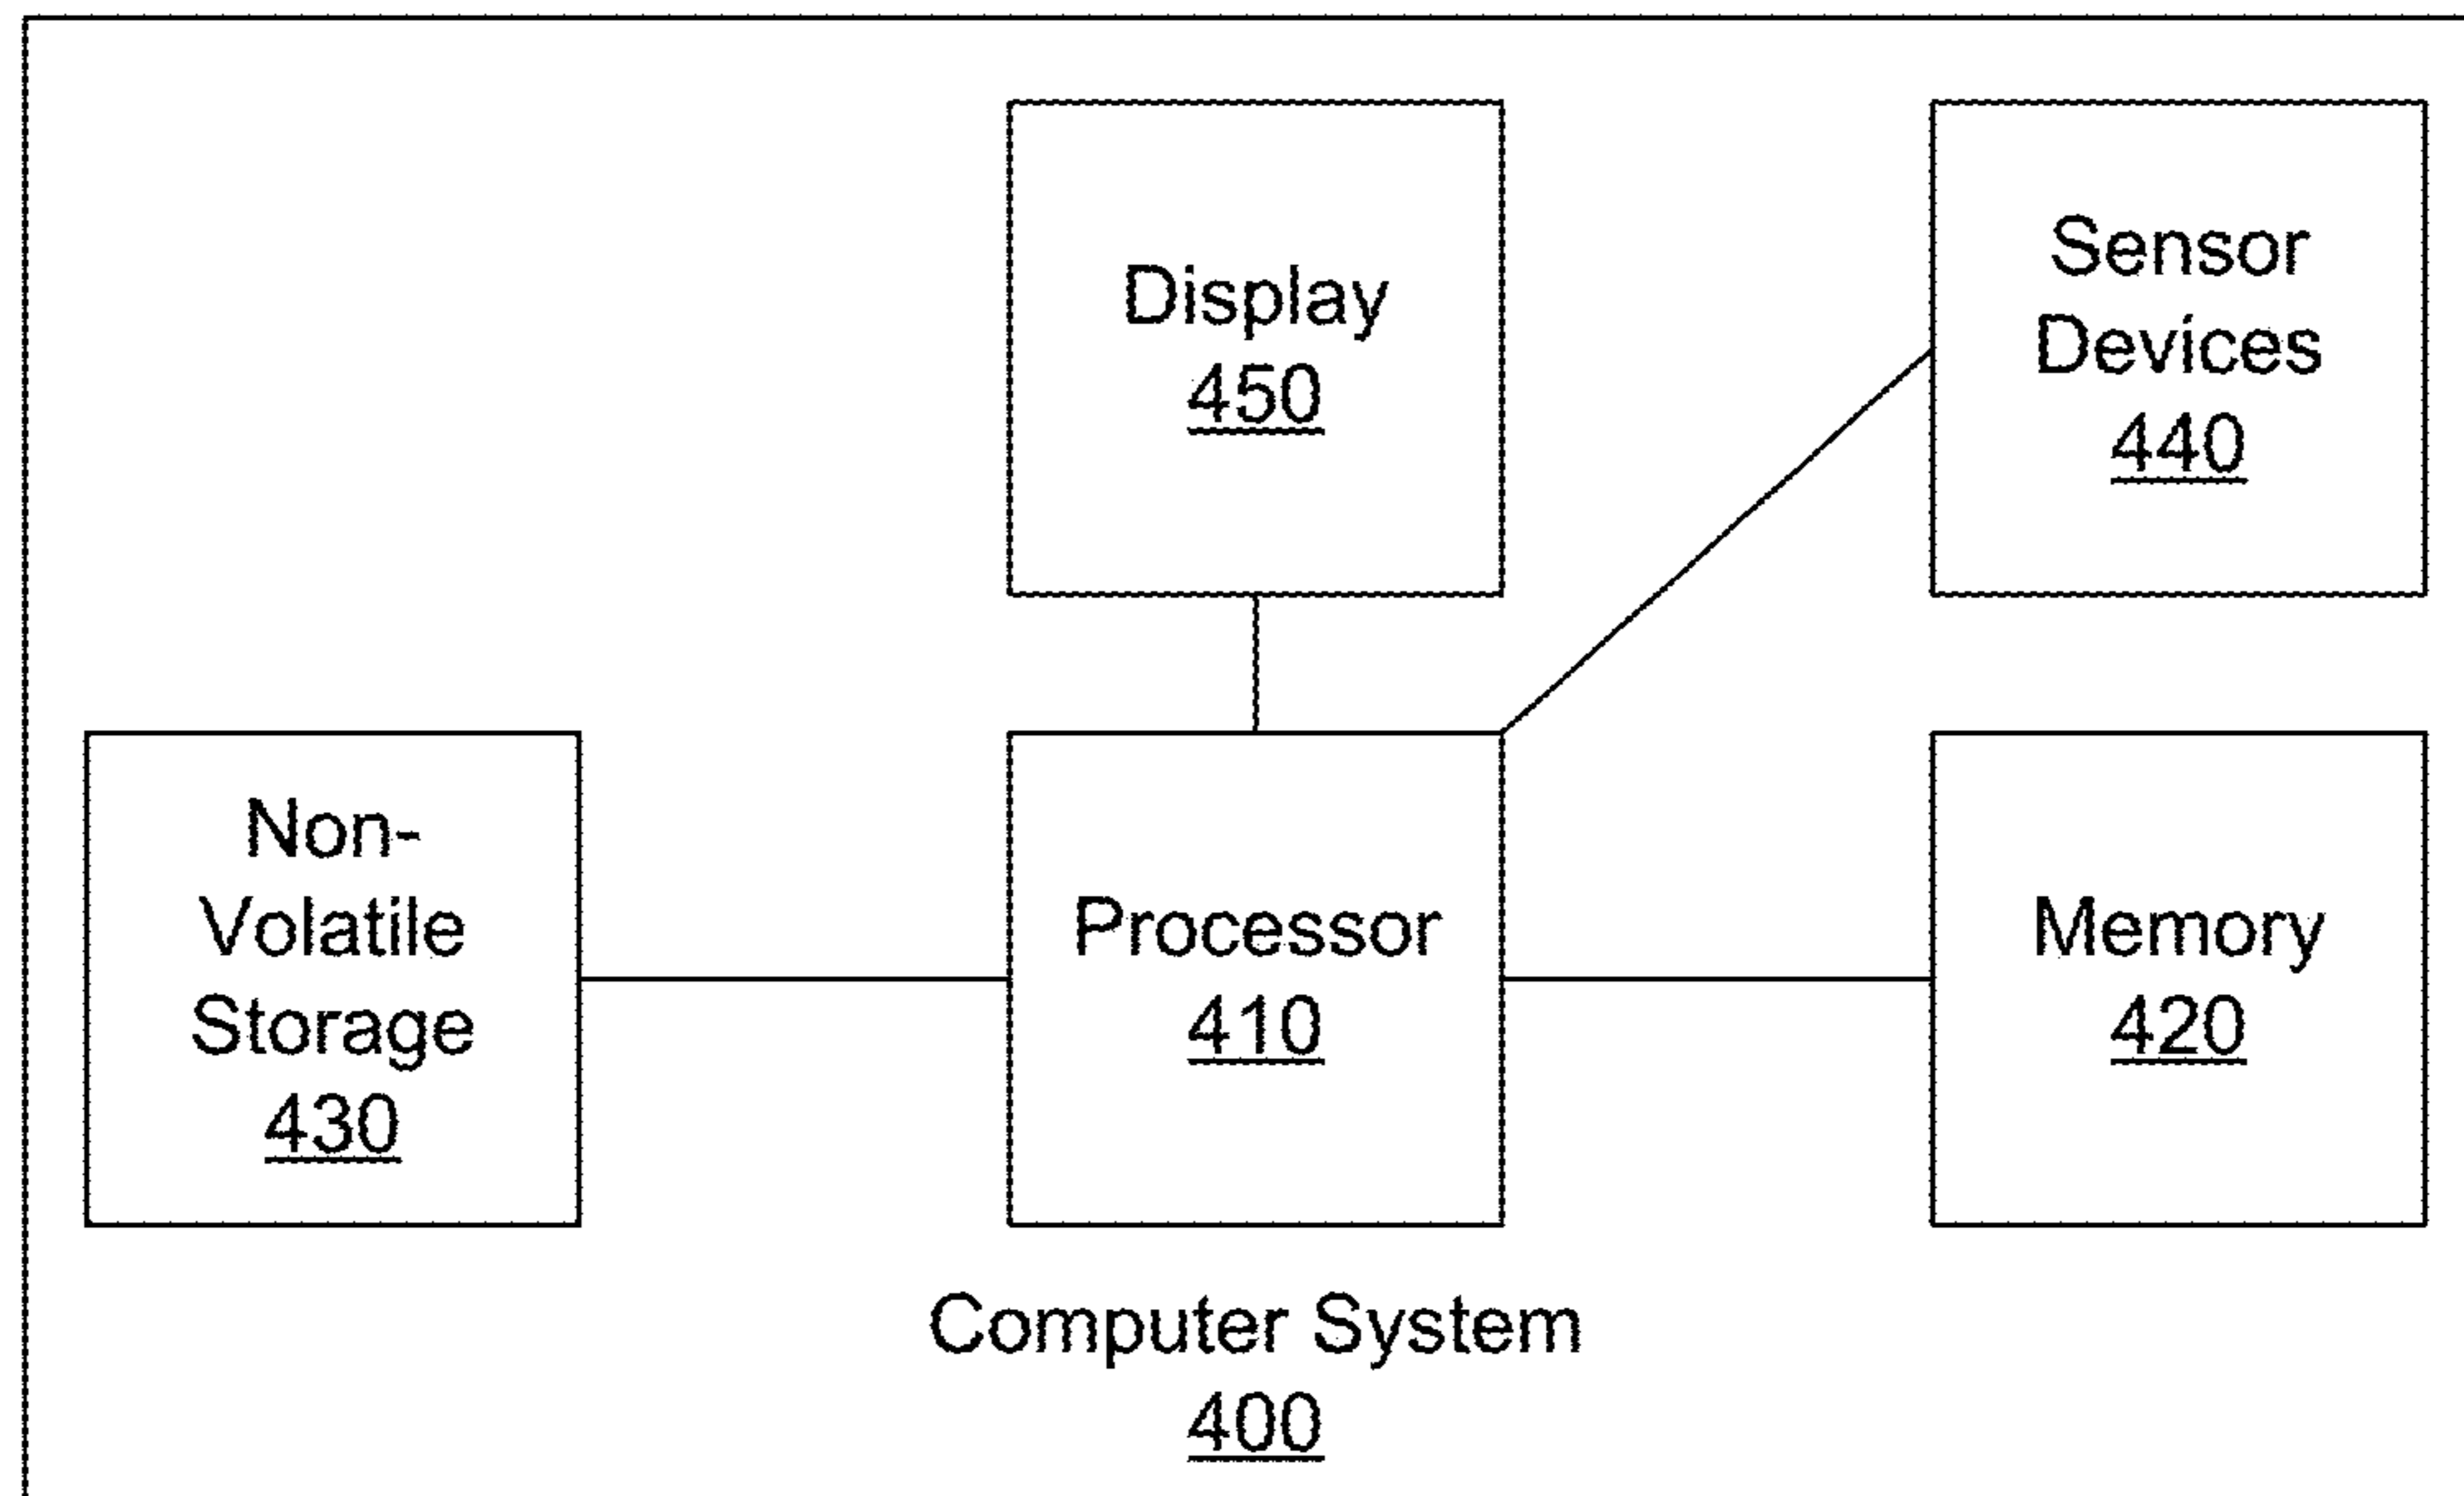 Display
450
Sensor
Devices
440
Non-
Volatile
Storage
430
Processor
410
Memory
420
Computer System
400